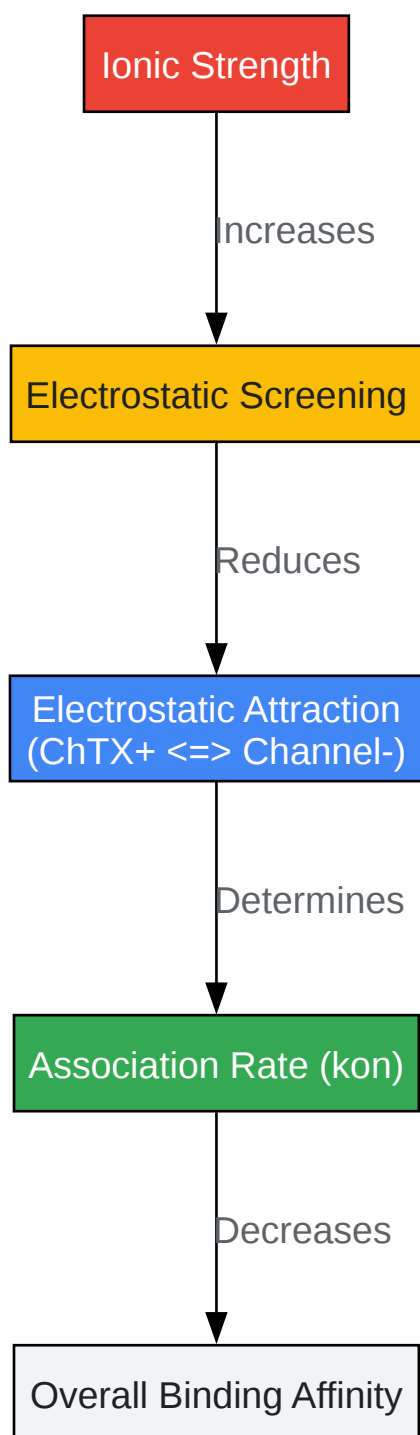 Ionic Strength
Increases
Electrostatic Screening
Reduces
Electrostatic Attraction
(ChTX+ <=> Channel-)
Determines
Association Rate (kon)
Decreases
Overall Binding Affinity